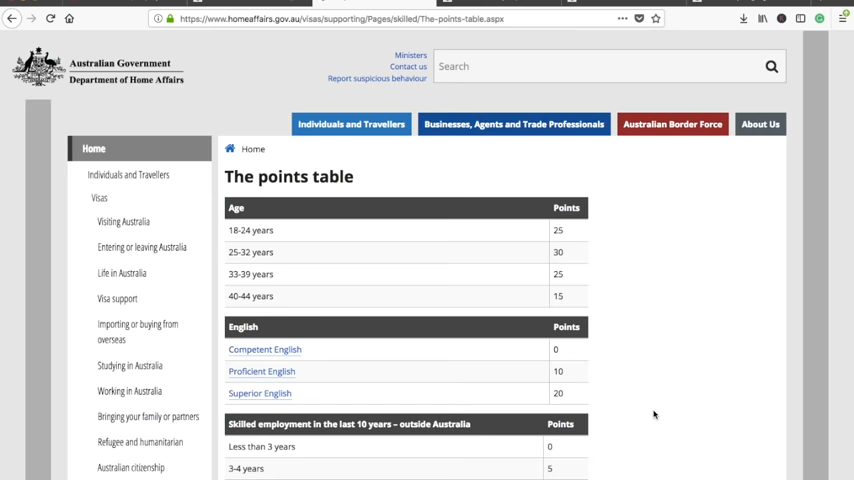 https://www.homeaffairs.gov.au/visas/supporting/Pages/skilled/The-points-table.aspx
Australian Government
Department of Home Affairs
Ministers
Contact us
Report suspicious behaviour
Search
Individuals and Travellers
Businesses, Agents and Trade Professionals
Australian Border Force
About Us
Home
Individuals and Travellers
Visas
Visiting Australia
Entering or leaving Australia
Life in Australia
Visa support
Importing or buying from
overseas
Studying in Australia
Working in Australia
Bringing your family or partners
Refugee and humanitarian
Australian citizenship
Home
The points table
Age Points
18-24 years 25
25-32 years 30
33-39 years 25
40-44 years 15
English Points
Competent English 0
Proficient English 10
Superior English 20
Skilled employment in the last 10 years – outside Australia Points
Less than 3 years 0
3-4 years 5